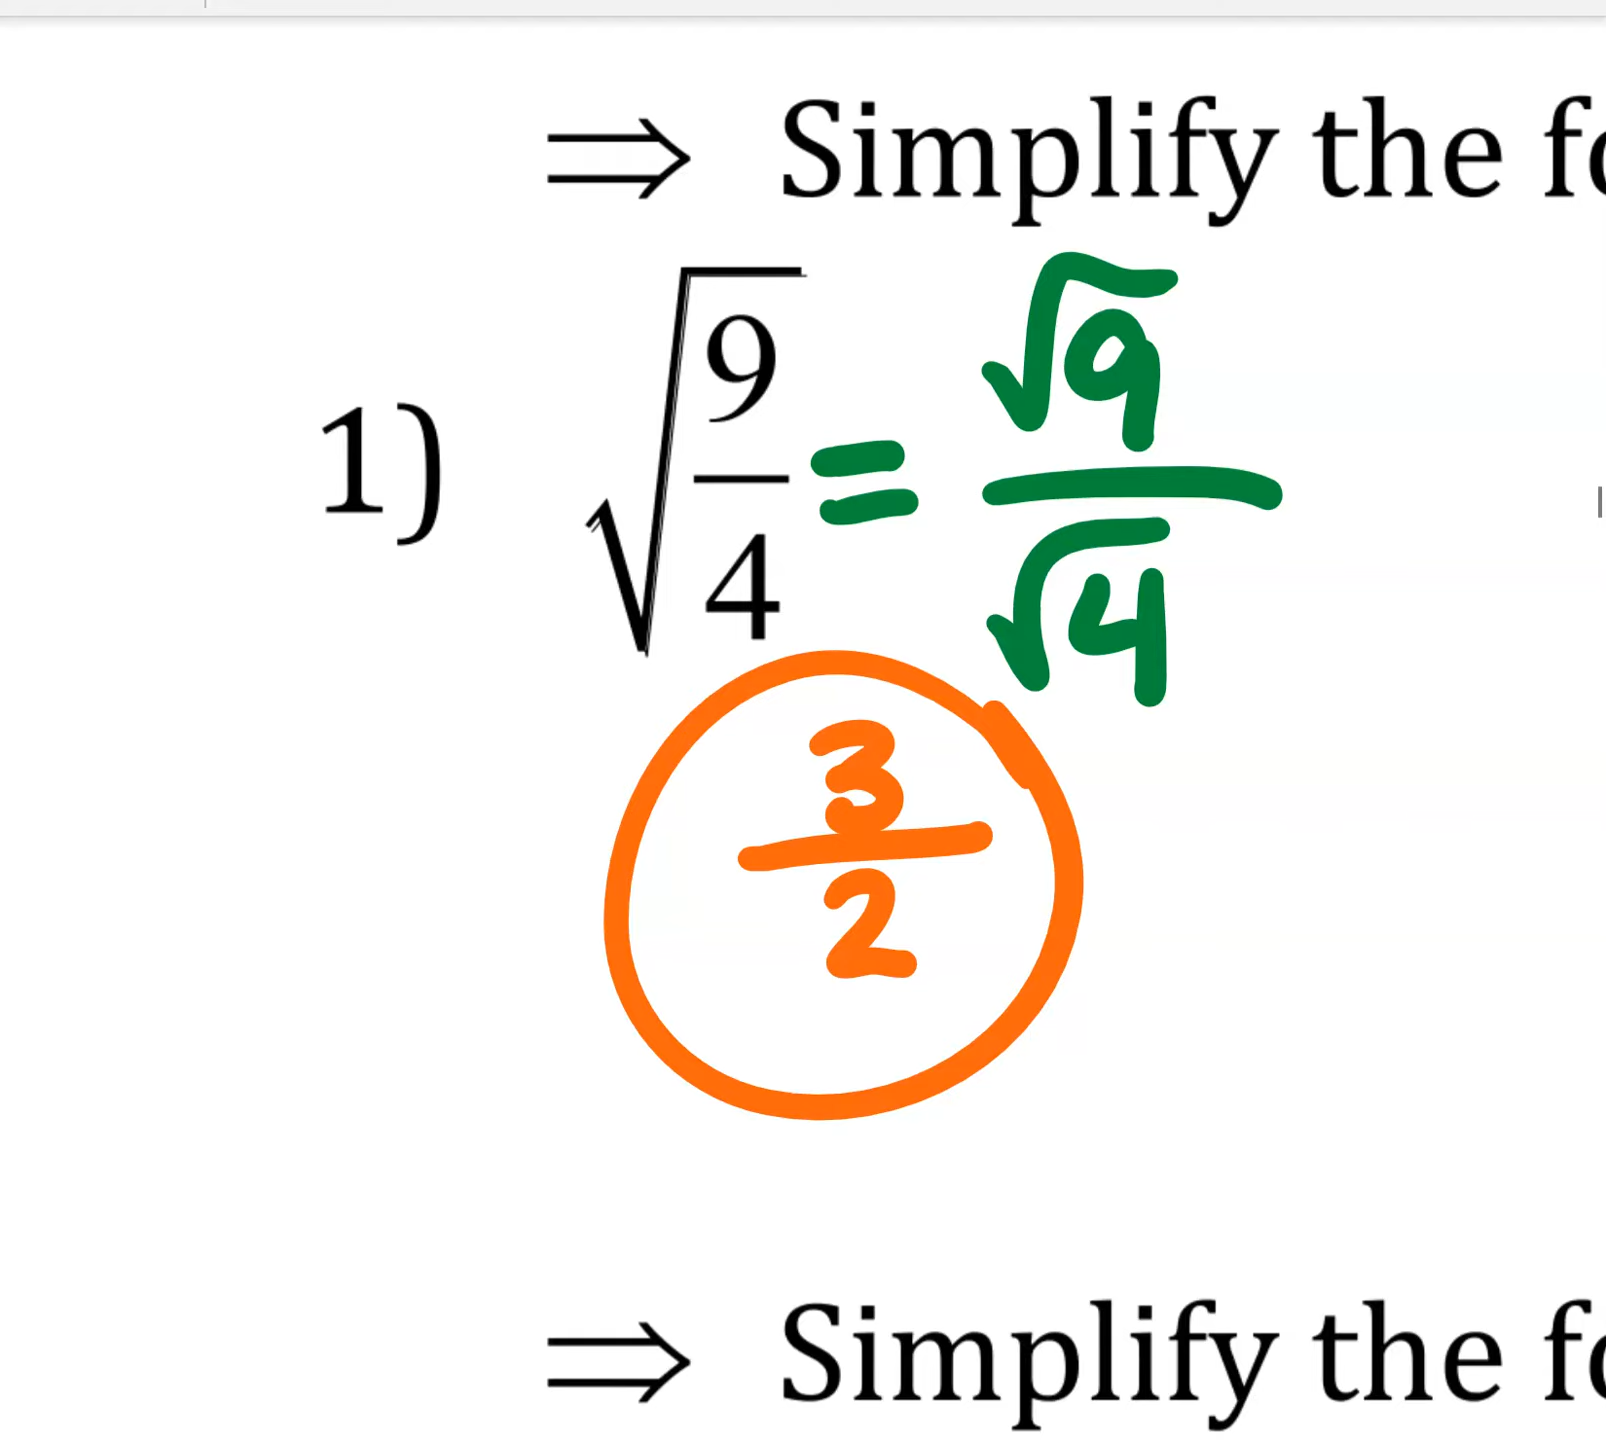 ⇒ Simplify the fo
1) √(9/4) = √9/√4
3/2
⇒ Simplify the fo